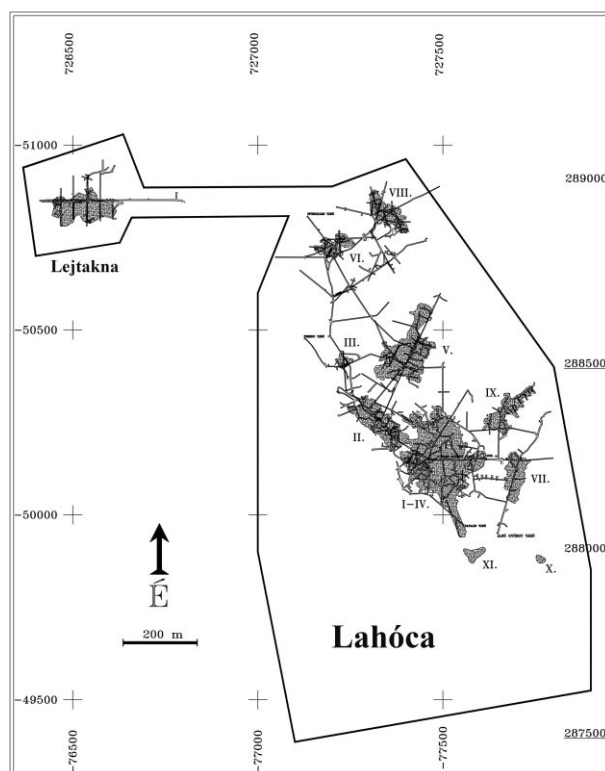 726500
727000
727500
-51000
289000
VIII.
VI.
Lejtakna
-50500
III.
V.
288500
IX.
II.
VII.
I-IV.
-50000
XI.
X.
288000
É
200 m
Lahóca
-49500
-76500
-77000
-77500
287500